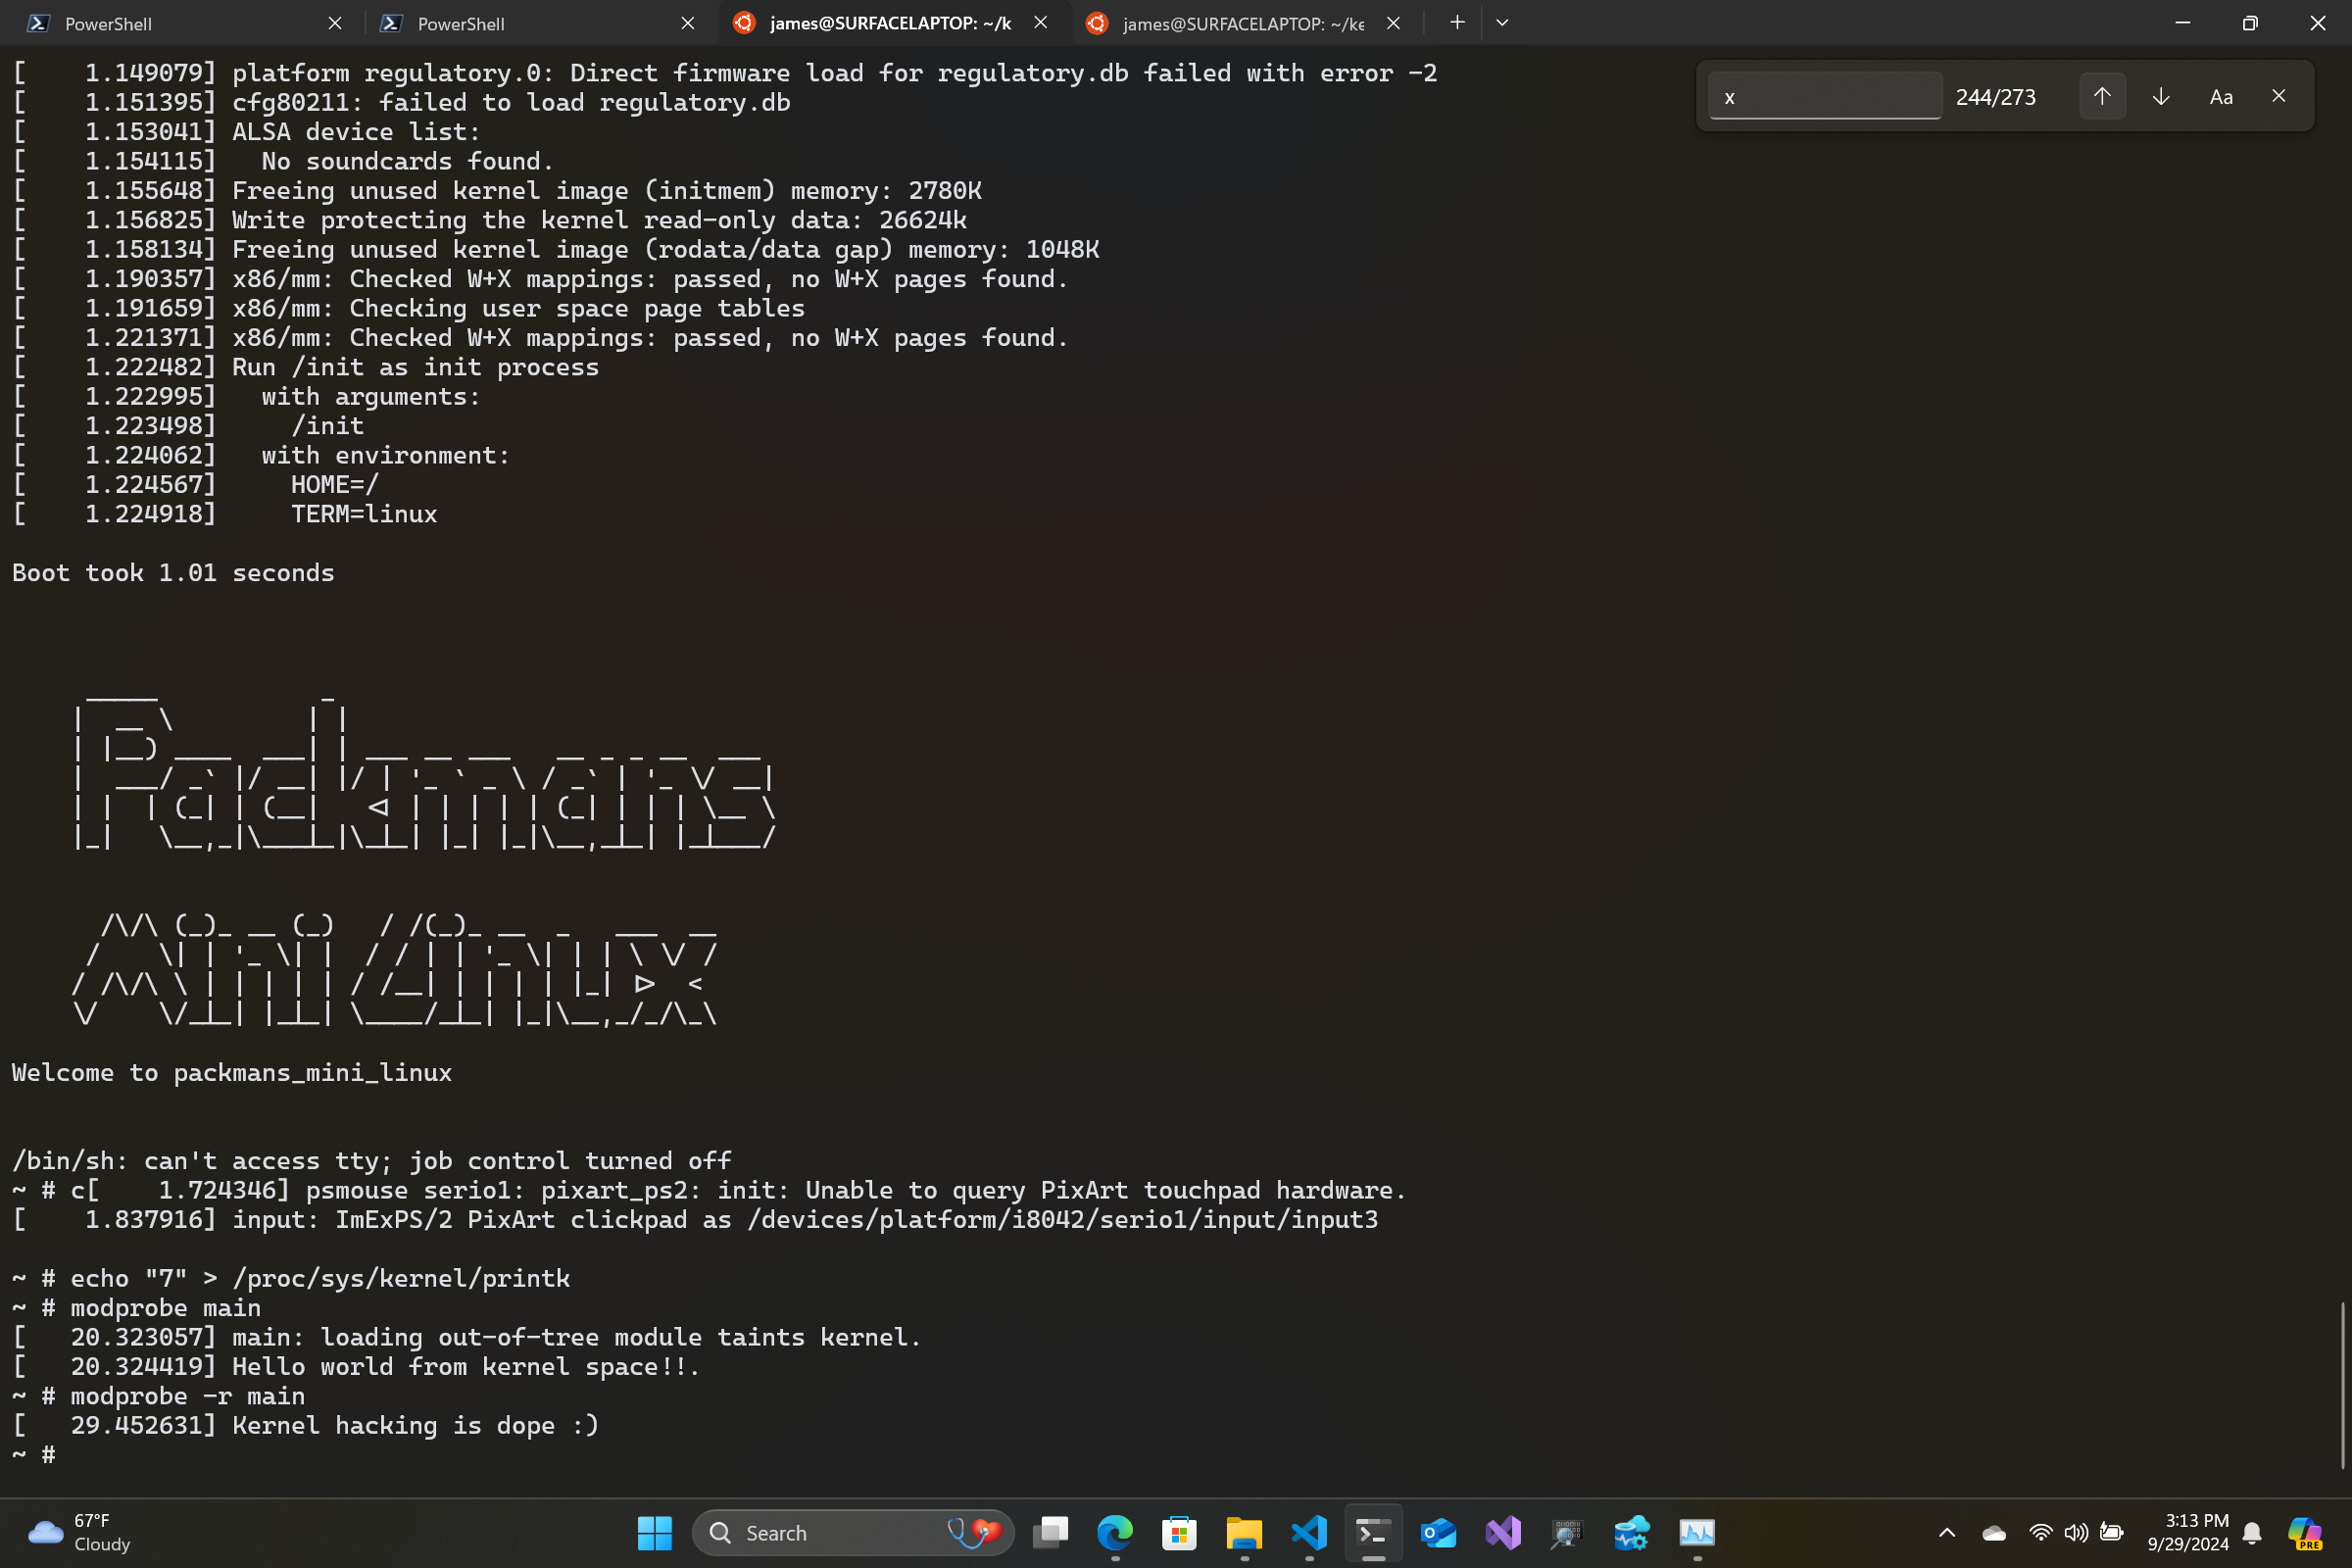 PowerShell
PowerShell
james@SURFACELAPTOP: ~/k
james@SURFACELAPTOP: ~/ke
x
244/273
Aa
[    1.149079] platform regulatory.0: Direct firmware load for regulatory.db failed with error -2
[    1.151395] cfg80211: failed to load regulatory.db
[    1.153041] ALSA device list:
[    1.154115]   No soundcards found.
[    1.155648] Freeing unused kernel image (initmem) memory: 2780K
[    1.156825] Write protecting the kernel read-only data: 26624k
[    1.158134] Freeing unused kernel image (rodata/data gap) memory: 1048K
[    1.190357] x86/mm: Checked W+X mappings: passed, no W+X pages found.
[    1.191659] x86/mm: Checking user space page tables
[    1.221371] x86/mm: Checked W+X mappings: passed, no W+X pages found.
[    1.222482] Run /init as init process
[    1.222995]   with arguments:
[    1.223498]     /init
[    1.224062]   with environment:
[    1.224567]     HOME=/
[    1.224918]     TERM=linux
Boot took 1.01 seconds
Packmans
Mini Linux
Welcome to packmans_mini_linux
/bin/sh: can't access tty; job control turned off
~ # c[    1.724346] psmouse serio1: pixart_ps2: init: Unable to query PixArt touchpad hardware.
[    1.837916] input: ImExPS/2 PixArt clickpad as /devices/platform/i8042/serio1/input/input3
~ # echo "7" > /proc/sys/kernel/printk
~ # modprobe main
[   20.323057] main: loading out-of-tree module taints kernel.
[   20.324419] Hello world from kernel space!!.
~ # modprobe -r main
[   29.452631] Kernel hacking is dope :)
~ #
67°F
Cloudy
Search
3:13 PM
9/29/2024
PRE